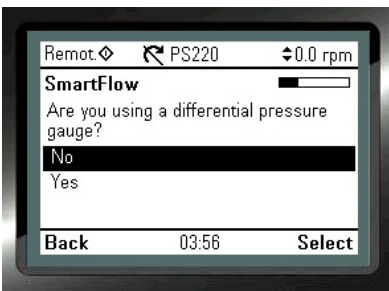 Remot. PS220 0.0 rpm
SmartFlow
Are you using a differential pressure
gauge?
No
Yes
Back 03:56 Select